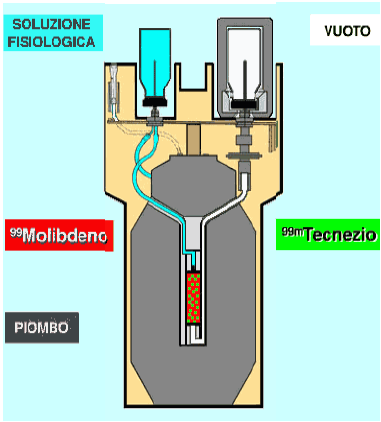 SOLUZIONE
FISIOLOGICA
VUOTO
⁹⁹Molibdeno
⁹⁹ᵐTecnezio
PIOMBO